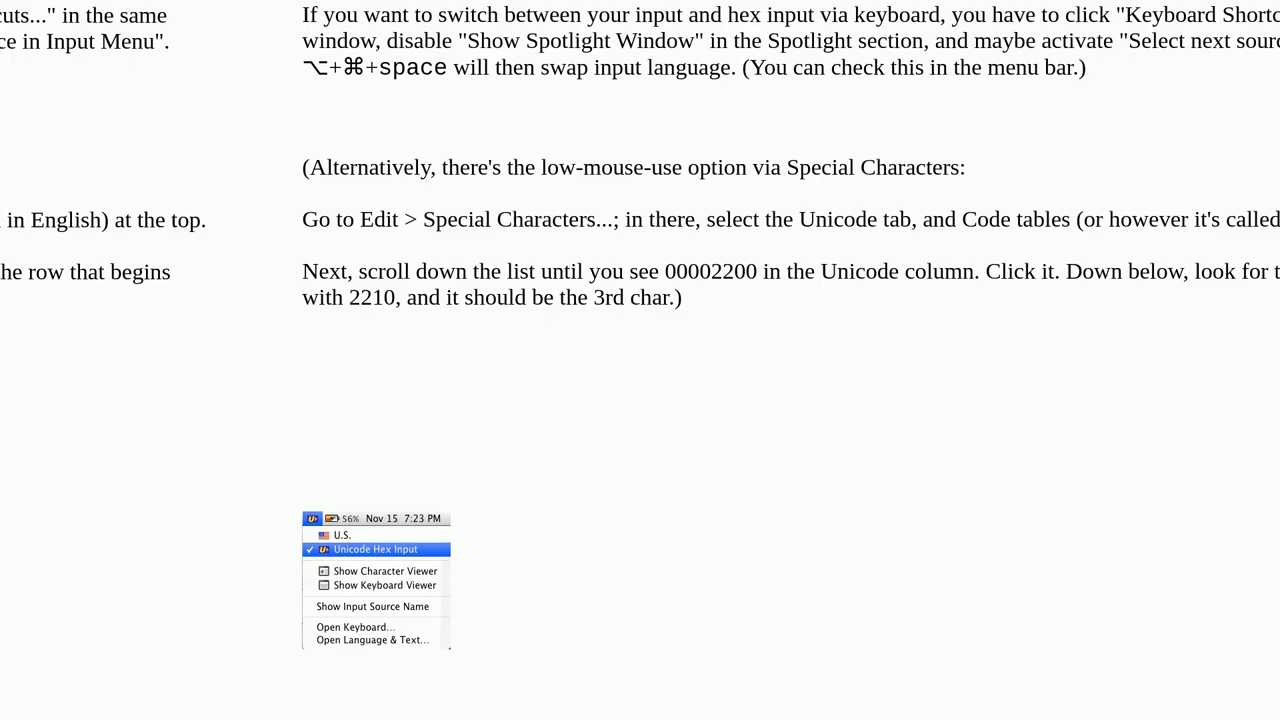 cuts..." in the same
ce in Input Menu".
in English) at the top.
he row that begins
If you want to switch between your input and hex input via keyboard, you have to click "Keyboard Shortc
window, disable "Show Spotlight Window" in the Spotlight section, and maybe activate "Select next sourc
⌥+⌘+space will then swap input language. (You can check this in the menu bar.)
(Alternatively, there's the low-mouse-use option via Special Characters:
Go to Edit > Special Characters...; in there, select the Unicode tab, and Code tables (or however it's called
Next, scroll down the list until you see 00002200 in the Unicode column. Click it. Down below, look for t
with 2210, and it should be the 3rd char.)
56% Nov 15 7:23 PM
U.S.
✓ Unicode Hex Input
Show Character Viewer
Show Keyboard Viewer
Show Input Source Name
Open Keyboard...
Open Language & Text...